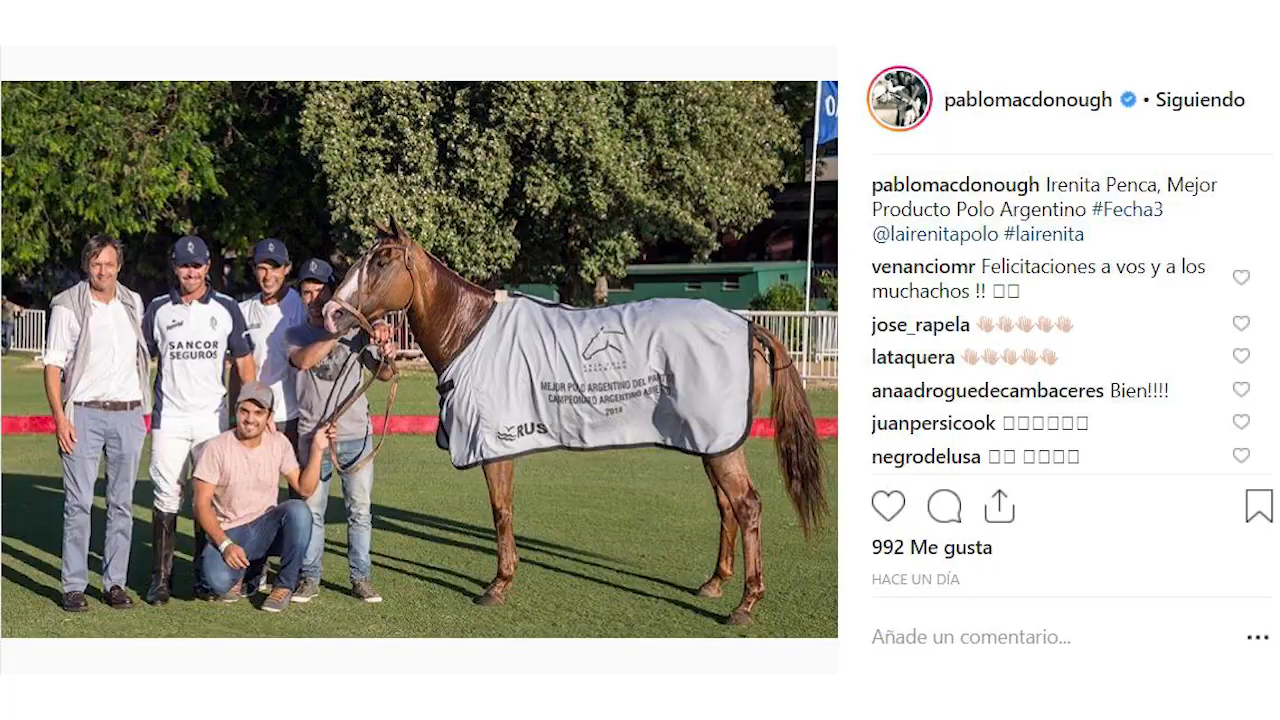 pablomacdonough • Siguiendo
pablomacdonough Irenita Penca, Mejor
Producto Polo Argentino #Fecha3
@lairenitapolo #lairenita
venanciomr Felicitaciones a vos y a los
muchachos !!
jose_rapela 👏🏻👏🏻👏🏻👏🏻👏🏻
lataquera 👏🏻👏🏻👏🏻👏🏻👏🏻
anaadroguedecambaceres Bien!!!!
juanpersicook
negrodelusa
992 Me gusta
HACE UN DÍA
Añade un comentario...
SANCOR
SEGUROS
MEJOR POLO ARGENTINO DEL
CAMPEONATO ARGENTINO
2018
RUS